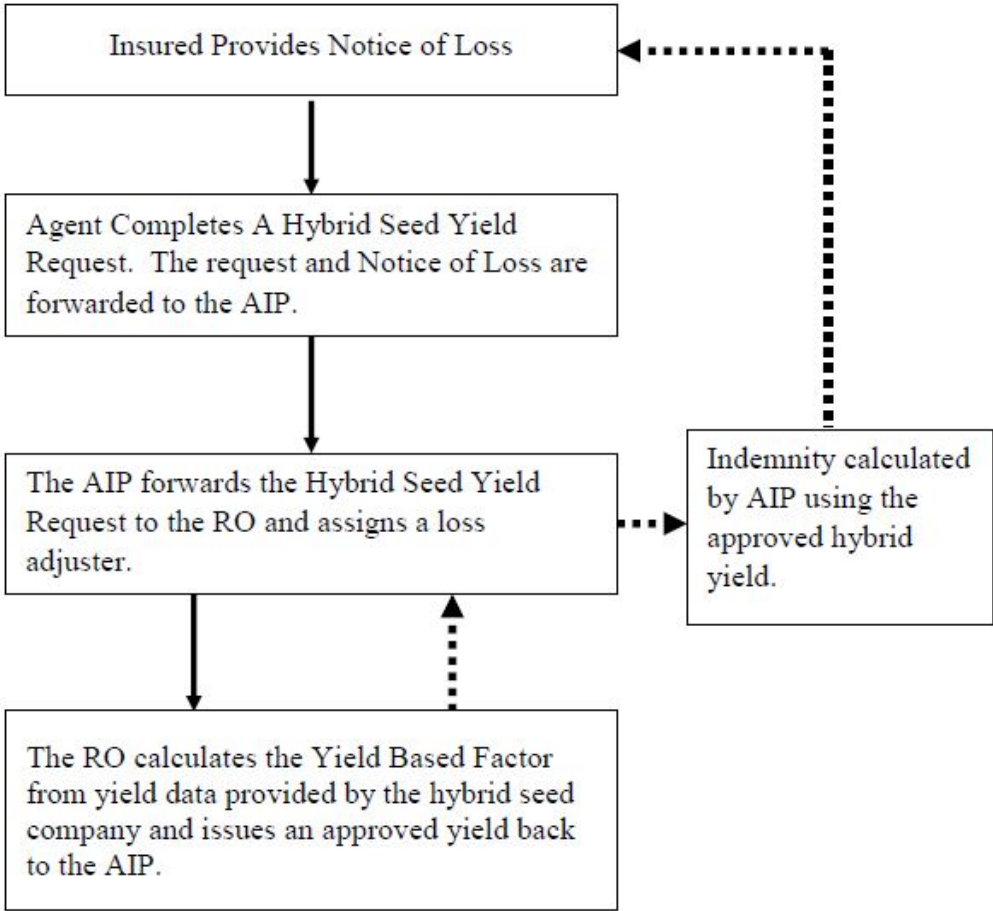 Insured Provides Notice of Loss
Agent Completes A Hybrid Seed Yield
Request.  The request and Notice of Loss are
forwarded to the AIP.
The AIP forwards the Hybrid Seed Yield
Request to the RO and assigns a loss
adjuster.
Indemnity calculated
by AIP using the
approved hybrid
yield.
The RO calculates the Yield Based Factor
from yield data provided by the hybrid seed
company and issues an approved yield back
to the AIP.